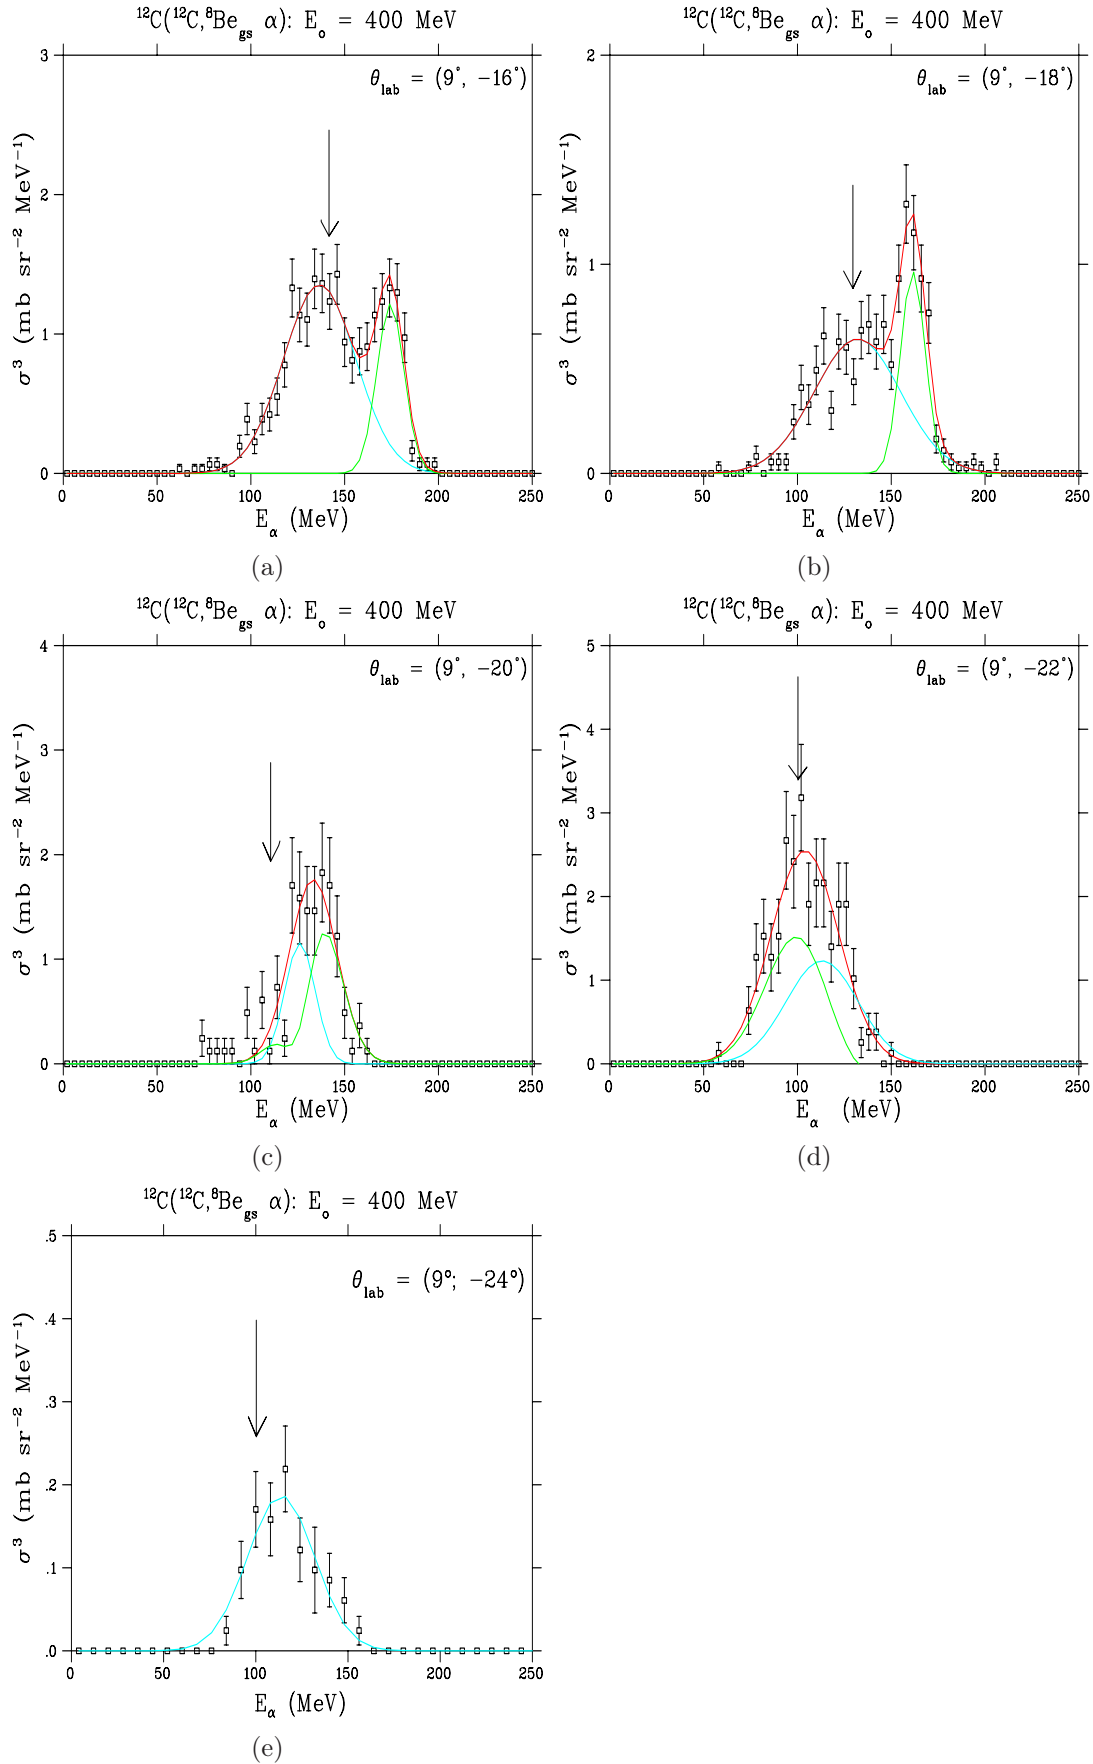 ¹²C(¹²C,⁸Be_gs α): E_o = 400 MeV
θ_lab = (9°, −16°)
3
2
1
0
σ³ (mb sr⁻² MeV⁻¹)
0 50 100 150 200 250
E_α (MeV)
(a)
¹²C(¹²C,⁸Be_gs α): E_o = 400 MeV
θ_lab = (9°, −18°)
2
1
0
σ³ (mb sr⁻² MeV⁻¹)
0 50 100 150 200 250
E_α (MeV)
(b)
¹²C(¹²C,⁸Be_gs α): E_o = 400 MeV
θ_lab = (9°, −20°)
4
3
2
1
0
σ³ (mb sr⁻² MeV⁻¹)
0 50 100 150 200 250
E_α (MeV)
(c)
¹²C(¹²C,⁸Be_gs α): E_o = 400 MeV
θ_lab = (9°, −22°)
5
4
3
2
1
0
σ³ (mb sr⁻² MeV⁻¹)
0 50 100 150 200 250
E_α (MeV)
(d)
¹²C(¹²C,⁸Be_gs α): E_o = 400 MeV
θ_lab = (9°; −24°)
.5
.4
.3
.2
.1
.0
σ³ (mb sr⁻² MeV⁻¹)
0 50 100 150 200 250
E_α (MeV)
(e)